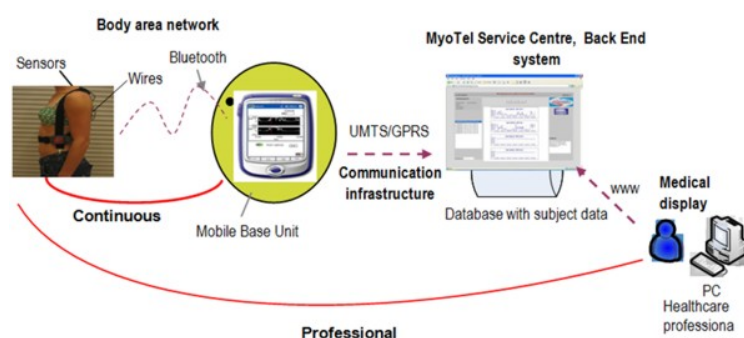 Body area network
Sensors
Wires
Bluetooth
MyoTel Service Centre, Back End
system
UMTS/GPRS
Communication
infrastructure
Continuous
Mobile Base Unit
Database with subject data
www
Medical
display
PC
Healthcare
professiona
Professional